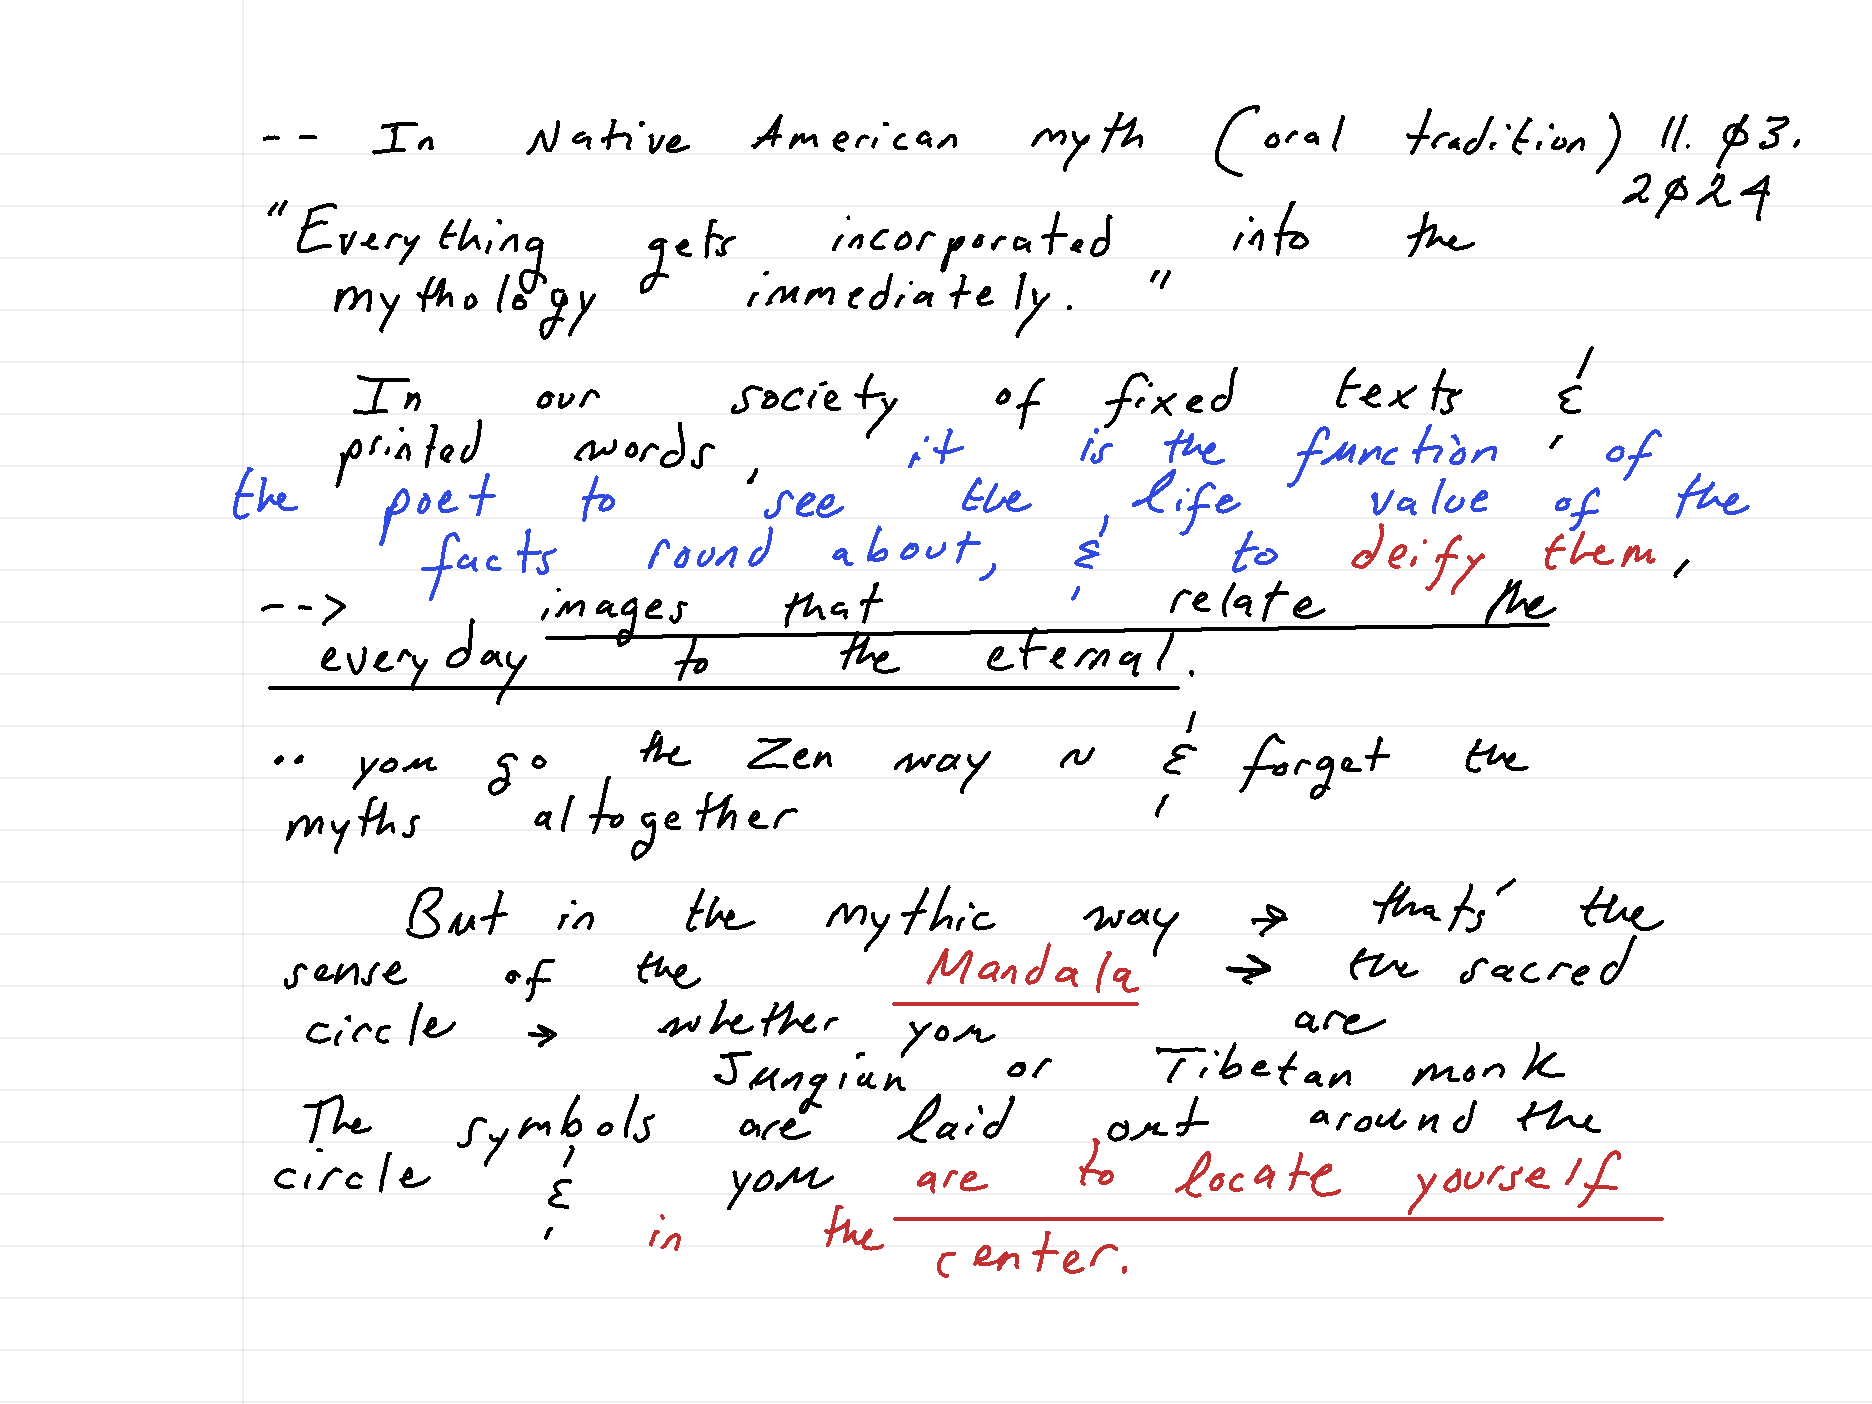 -- In Native American myth (oral tradition) 11. ø3.
2ø24
"Everything gets incorporated into the
mythology immediately."
In our society of fixed texts &
printed words, it is the function of
the poet to see the life value of the
facts round about, & to deify them,
--> images that relate the
everyday to the eternal.
.. you go the Zen way ~ & forget the
myths altogether
But in the mythic way → thats' the
sense of the Mandala → the sacred
circle → whether you are
Jungian or Tibetan monk
The symbols are laid out around the
circle & you are to locate yourself
in the center.